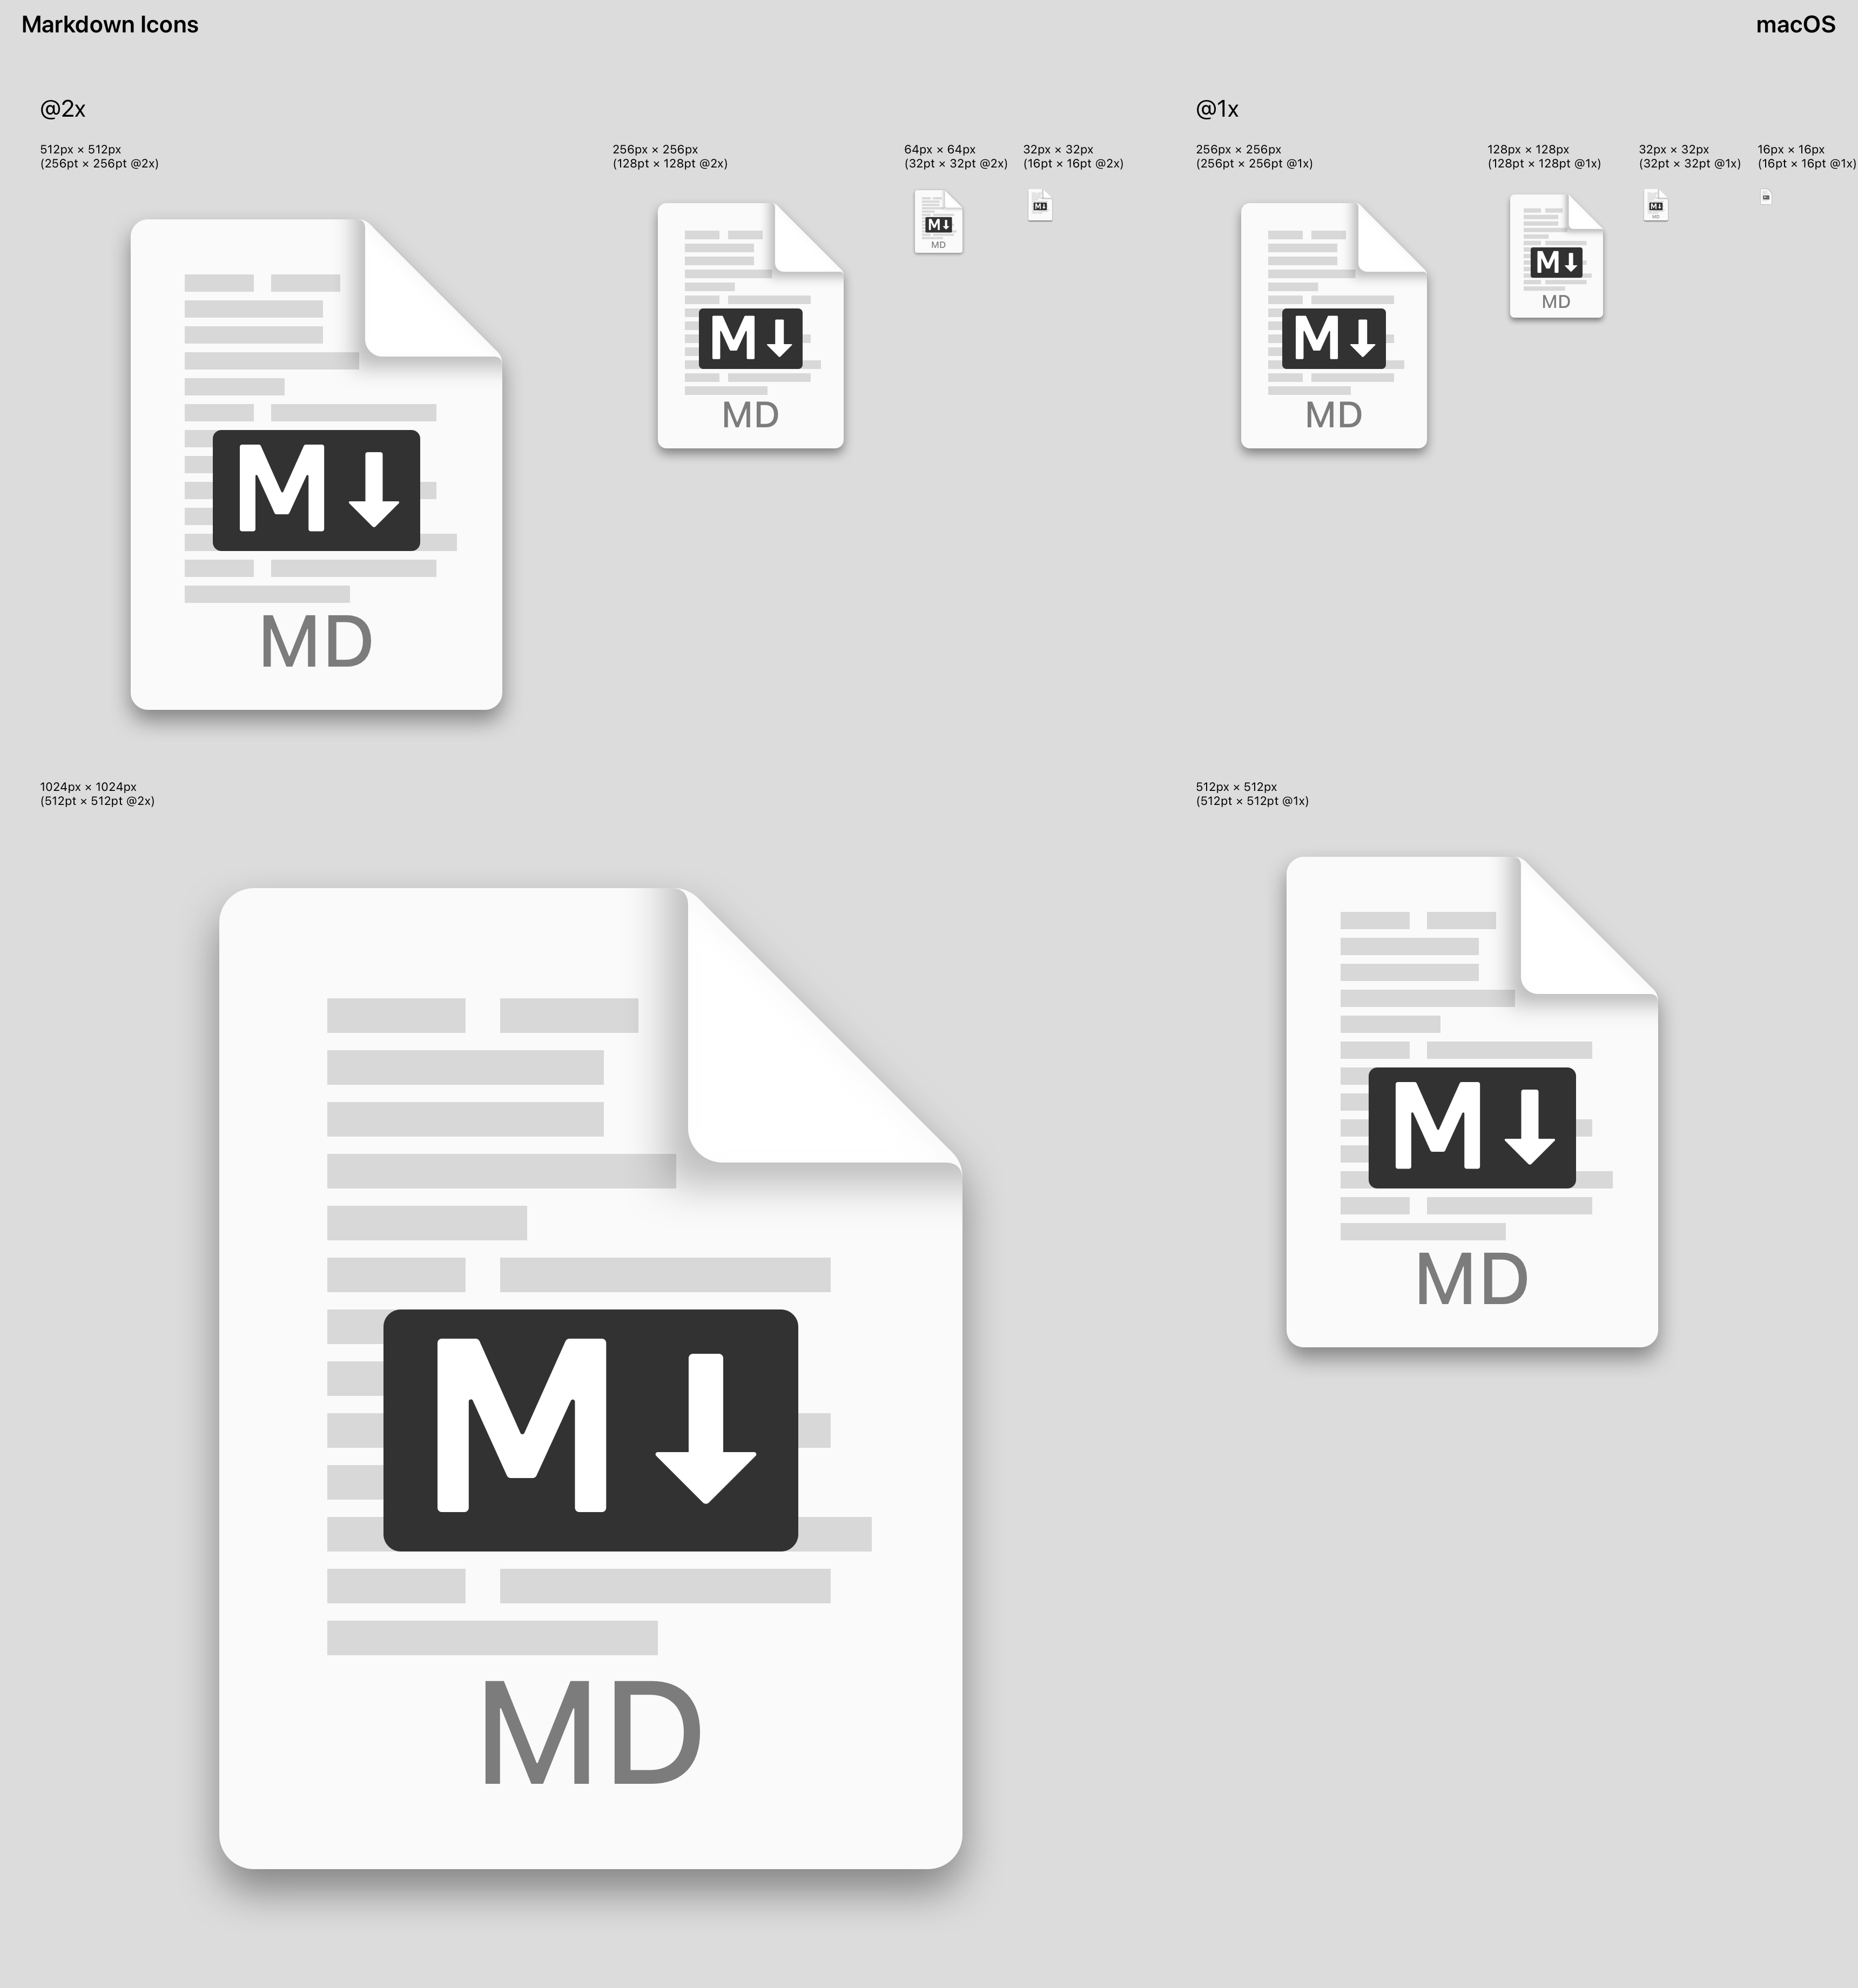 Markdown Icons
macOS
@2x
@1x
512px × 512px
(256pt × 256pt @2x)
256px × 256px
(128pt × 128pt @2x)
64px × 64px
(32pt × 32pt @2x)
32px × 32px
(16pt × 16pt @2x)
256px × 256px
(256pt × 256pt @1x)
128px × 128px
(128pt × 128pt @1x)
32px × 32px
(32pt × 32pt @1x)
16px × 16px
(16pt × 16pt @1x)
M
MD
M
MD
M
MD
M
M
MD
M
MD
M
MD
1024px × 1024px
(512pt × 512pt @2x)
512px × 512px
(512pt × 512pt @1x)
M
MD
M
MD